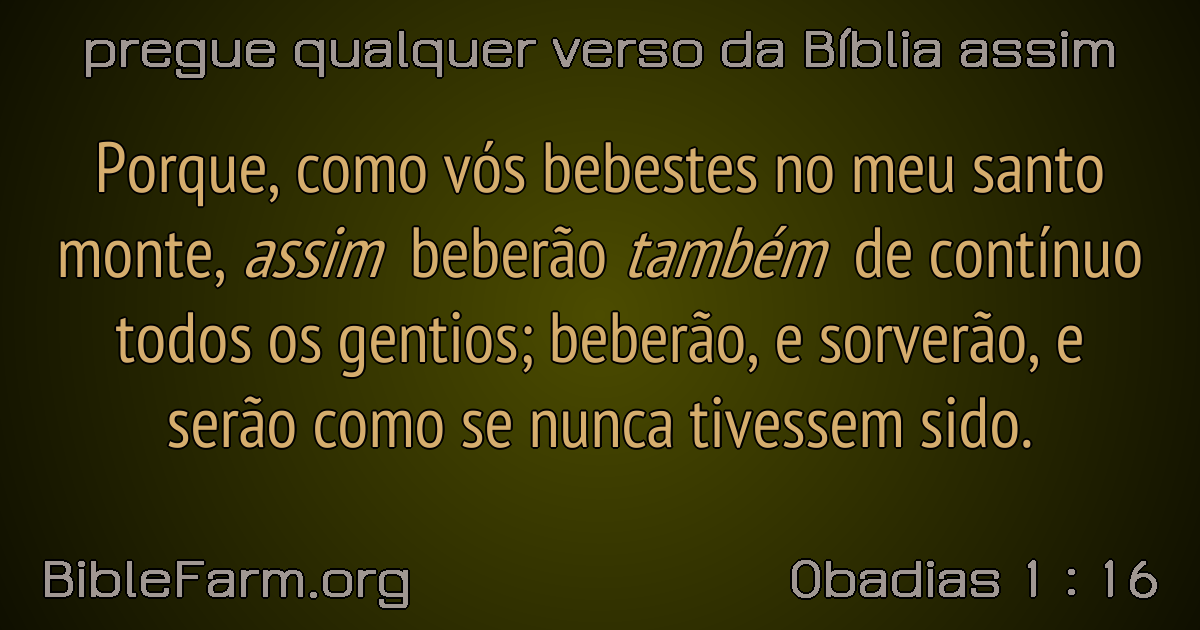 pregue qualquer verso da Bíblia assim
Porque, como vós bebestes no meu santo
monte, assim beberão também de contínuo
todos os gentios; beberão, e sorverão, e
serão como se nunca tivessem sido.
BibleFarm.org
Obadias 1 : 16